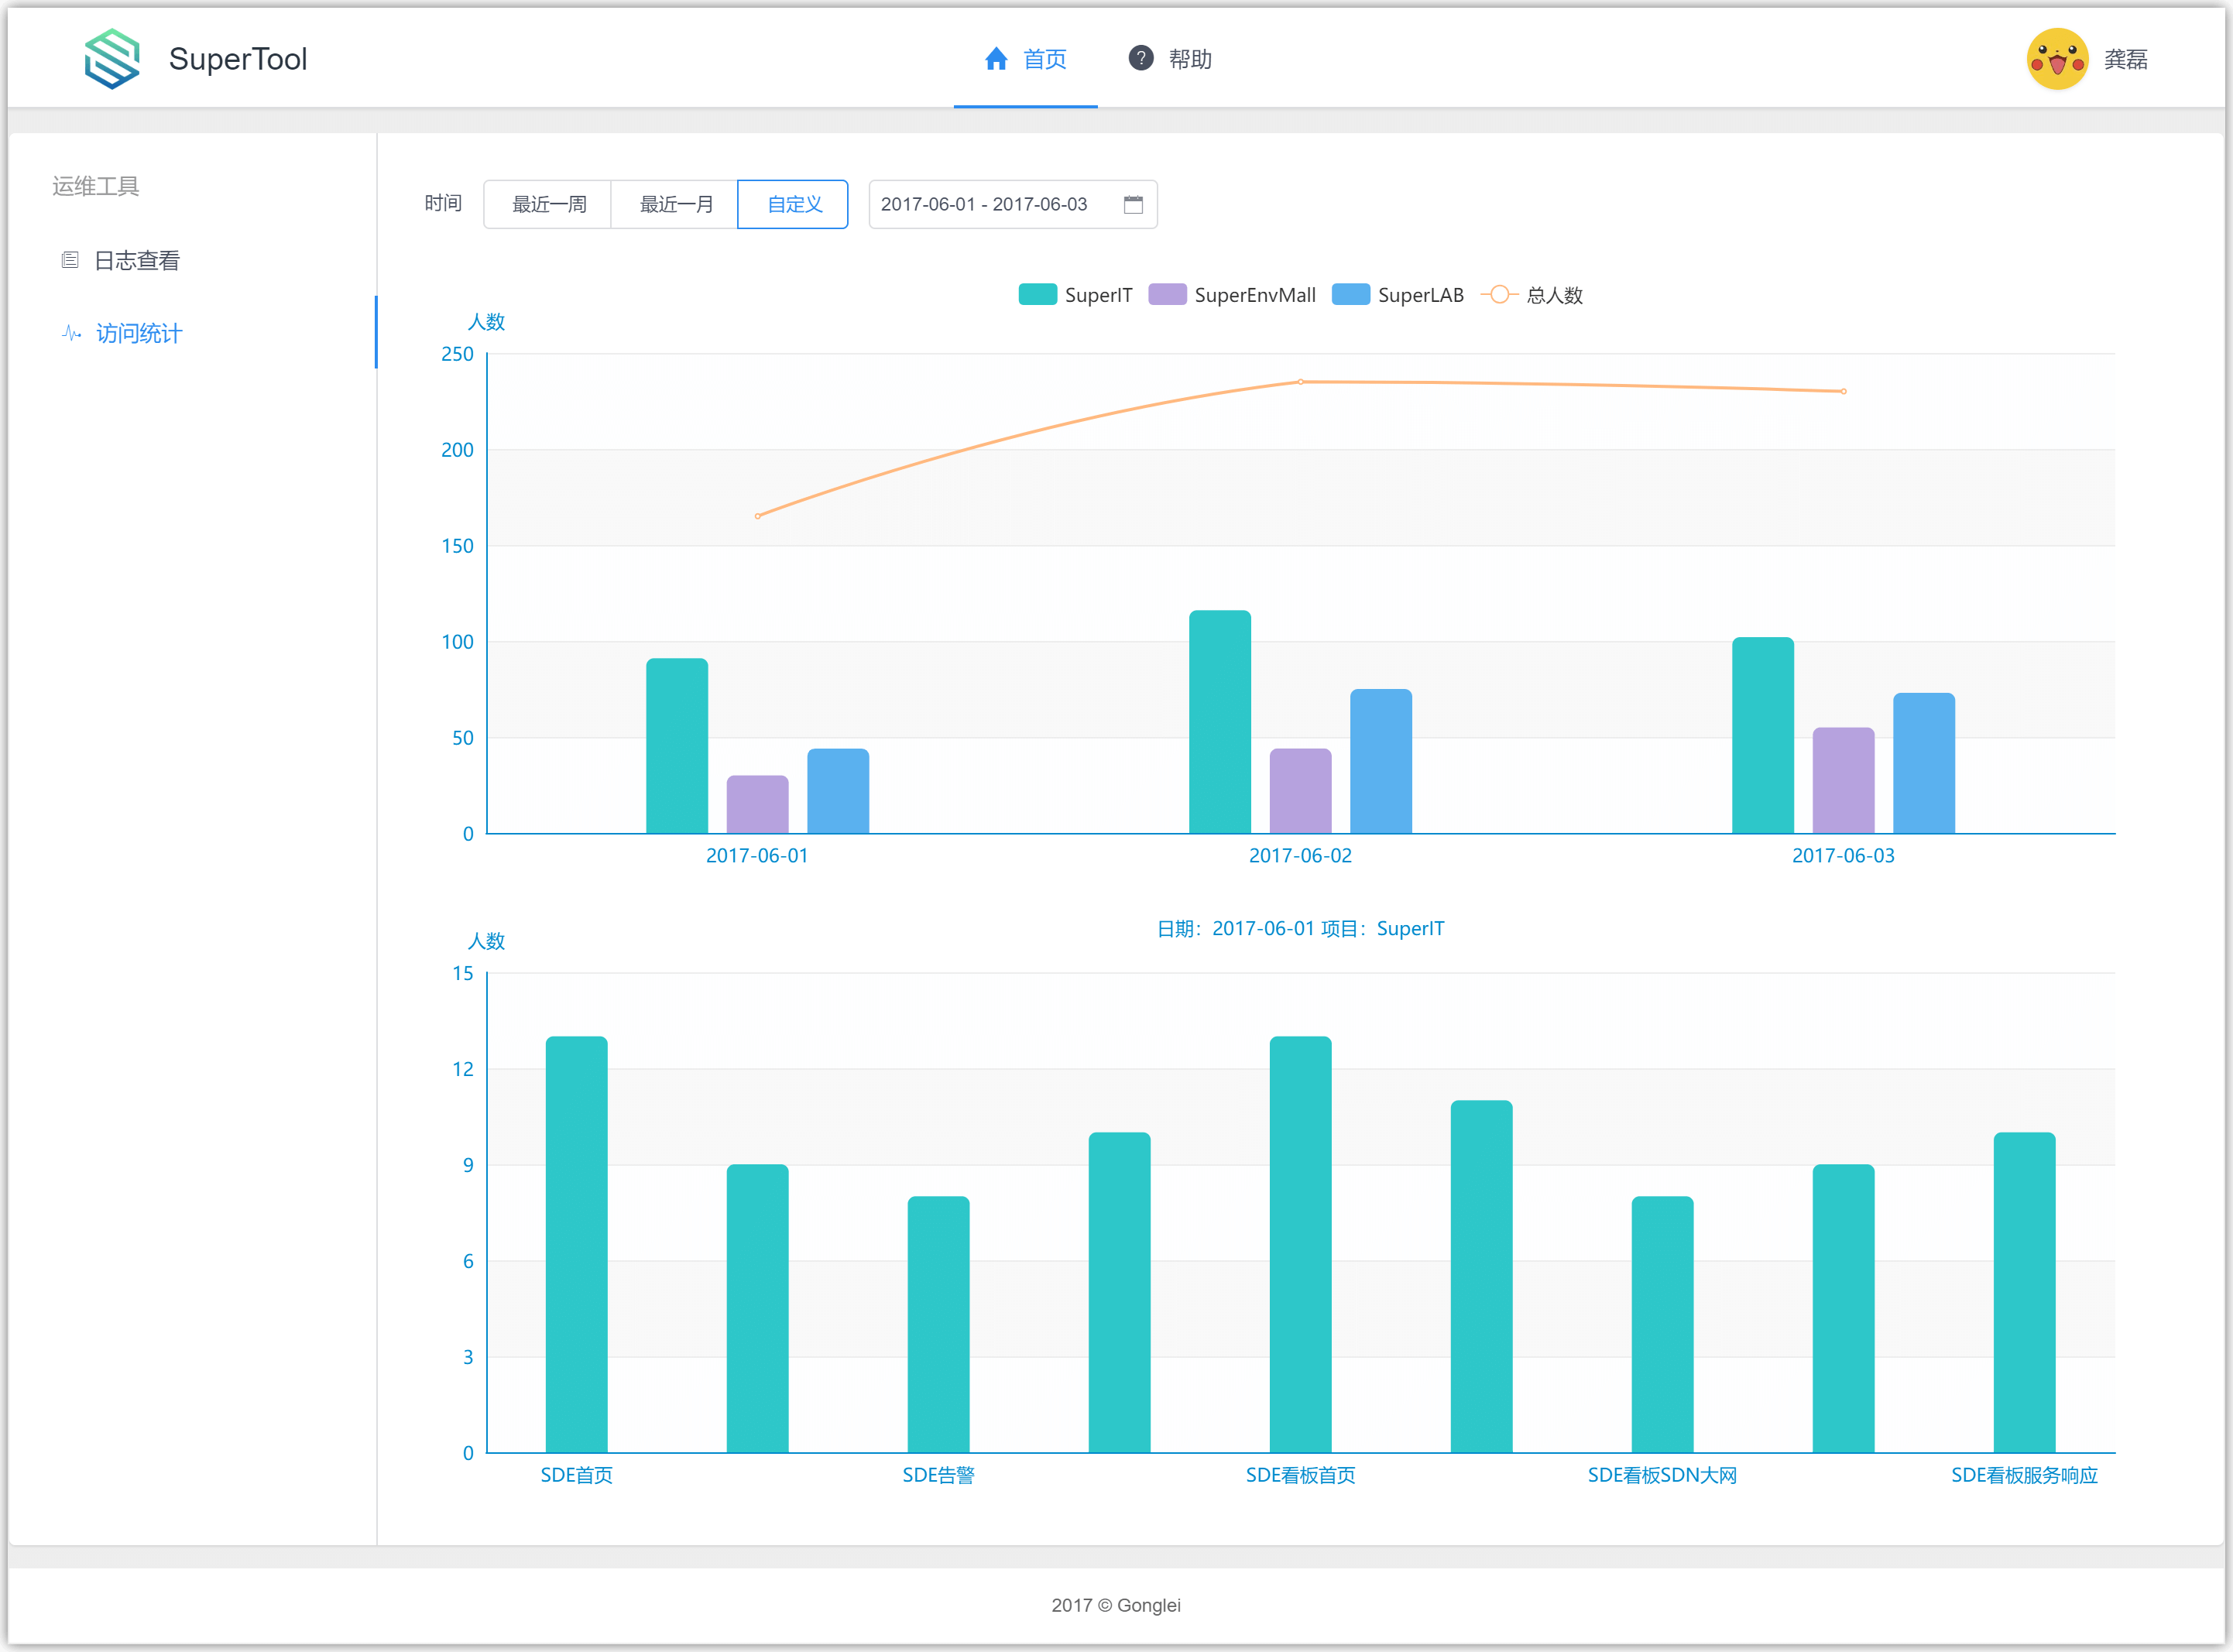 SuperTool
首页
帮助
龚磊
运维工具
日志查看
访问统计
时间
最近一周
最近一月
自定义
2017-06-01 - 2017-06-03
SuperIT
SuperEnvMall
SuperLAB
总人数
人数
250
200
150
100
50
0
2017-06-01
2017-06-02
2017-06-03
日期：2017-06-01 项目：SuperIT
人数
15
12
9
6
3
0
SDE首页
SDE告警
SDE看板首页
SDE看板SDN大网
SDE看板服务响应
2017 © Gonglei